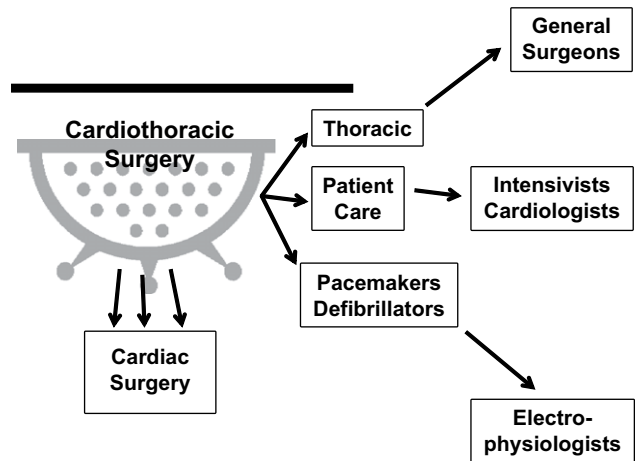 General
Surgeons
Cardiothoracic
Surgery
Thoracic
Patient
Care
Intensivists
Cardiologists
Pacemakers
Defibrillators
Cardiac
Surgery
Electro-
physiologists